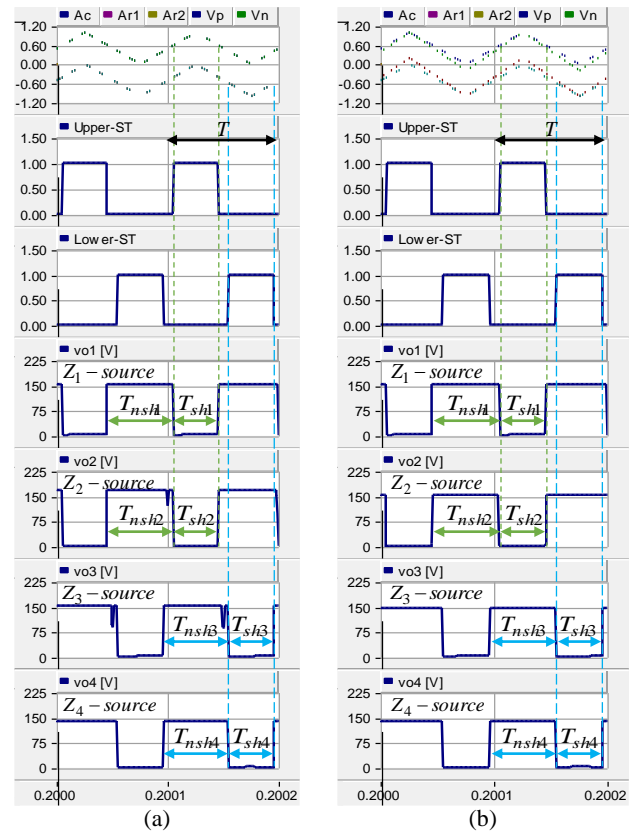 Ac Ar1 Ar2 Vp Vn
1.20
0.60
0.00
-0.60
-1.20
Upper-ST
T
1.50
1.00
0.50
0.00
Lower-ST
1.50
1.00
0.50
0.00
vo1 [V]
225
150
75
0
Z1 – source
Tnsh1 Tsh1
vo2 [V]
225
150
75
0
Z2 – source
Tnsh2 Tsh2
vo3 [V]
225
150
75
0
Z3 – source
Tnsh3 Tsh3
vo4 [V]
225
150
75
0
Z4 – source
Tnsh4 Tsh4
0.2000 0.2001 0.2002
(a)
Ac Ar1 Ar2 Vp Vn
1.20
0.60
0.00
-0.60
-1.20
Upper-ST
T
1.50
1.00
0.50
0.00
Lower-ST
1.50
1.00
0.50
0.00
vo1 [V]
225
150
75
0
Z1 – source
Tnsh1 Tsh1
vo2 [V]
225
150
75
0
Z2 – source
Tnsh2 Tsh2
vo3 [V]
225
150
75
0
Z3 – source
Tnsh3 Tsh3
vo4 [V]
225
150
75
0
Z4 – source
Tnsh4 Tsh4
0.2000 0.2001 0.2002
(b)